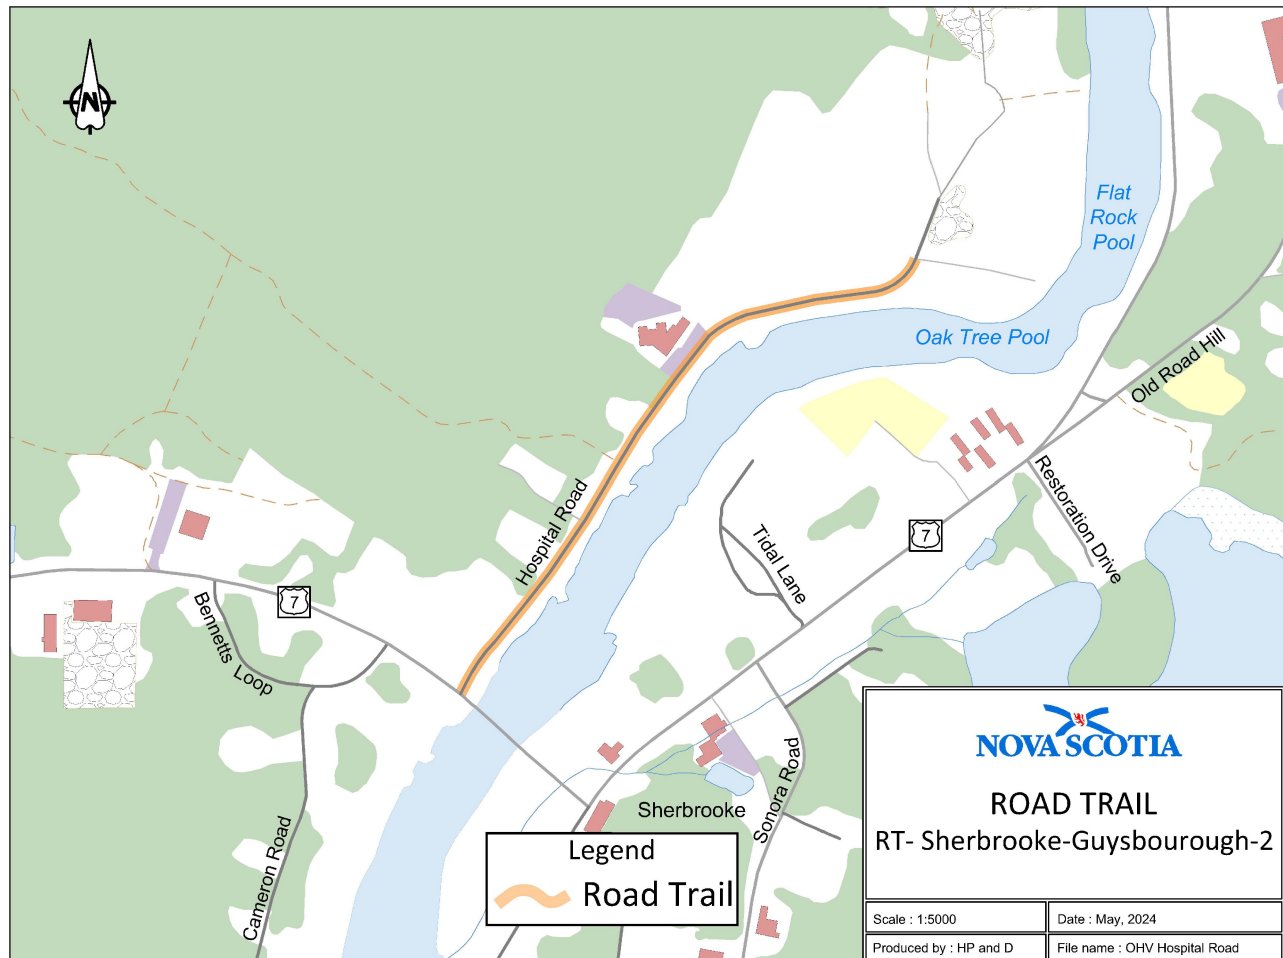 N
Flat
Rock
Pool
Oak Tree Pool
Old Road Hill
Restoration Drive
7
Hospital Road
Tidal Lane
7
Bennetts Loop
Cameron Road
Sonora Road
Sherbrooke
Legend
Road Trail
NOVA SCOTIA
ROAD TRAIL
RT- Sherbrooke-Guysbourough-2
Scale : 1:5000
Date : May, 2024
Produced by : HP and D
File name : OHV Hospital Road